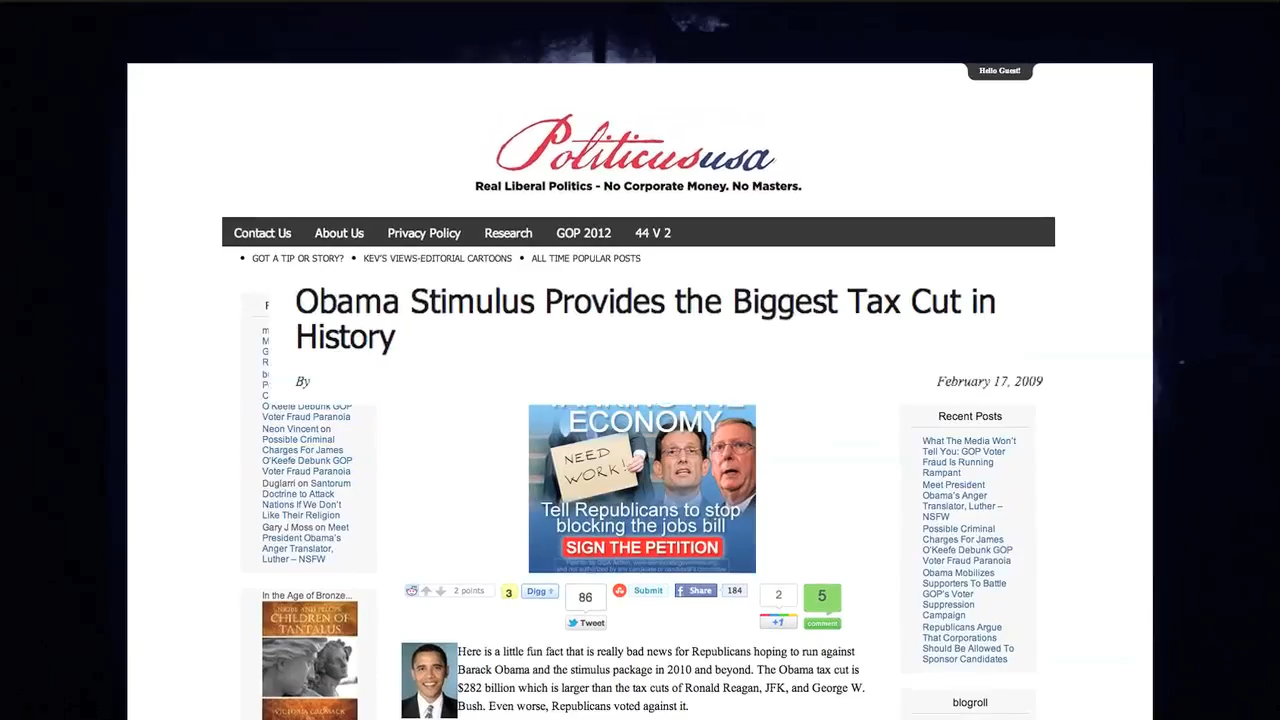 Hello Guest!
Politicususa
Real Liberal Politics - No Corporate Money. No Masters.
Contact Us About Us Privacy Policy Research GOP 2012 44 V 2
• GOT A TIP OR STORY? • KEV'S VIEWS-EDITORIAL CARTOONS • ALL TIME POPULAR POSTS
Obama Stimulus Provides the Biggest Tax Cut in
History
By
February 17, 2009
O'Keefe Debunk GOP
Voter Fraud Paranoia
Neon Vincent on
Possible Criminal
Charges For James
O'Keefe Debunk GOP
Voter Fraud Paranoia
Duglarri on Santorum
Doctrine to Attack
Nations If We Don't
Like Their Religion
Gary J Moss on Meet
President Obama's
Anger Translator,
Luther – NSFW
In the Age of Bronze...
CHILDREN OF
TANTALUS
ECONOMY
NEED
WORK!
Tell Republicans to stop
blocking the jobs bill
SIGN THE PETITION
2 points
3
Digg
86
Tweet
Submit
Share
184
2
+1
5
comment
Here is a little fun fact that is really bad news for Republicans hoping to run against
Barack Obama and the stimulus package in 2010 and beyond. The Obama tax cut is
$282 billion which is larger than the tax cuts of Ronald Reagan, JFK, and George W.
Bush. Even worse, Republicans voted against it.
Recent Posts
What The Media Won't
Tell You: GOP Voter
Fraud Is Running
Rampant
Meet President
Obama's Anger
Translator, Luther –
NSFW
Possible Criminal
Charges For James
O'Keefe Debunk GOP
Voter Fraud Paranoia
Obama Mobilizes
Supporters To Battle
GOP's Voter
Suppression
Campaign
Republicans Argue
That Corporations
Should Be Allowed To
Sponsor Candidates
blogroll